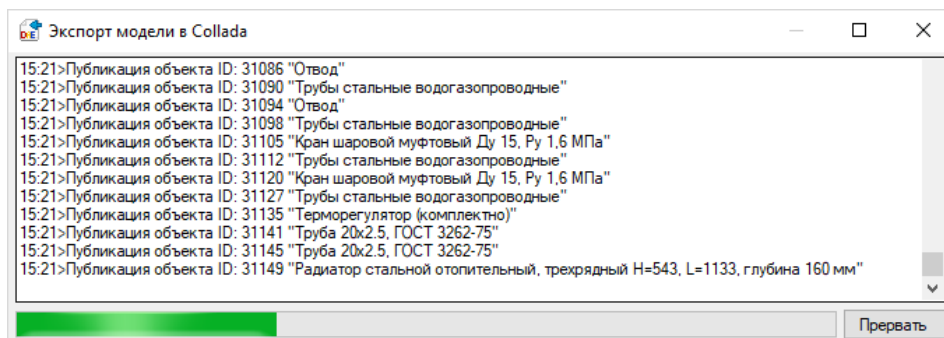 Экспорт модели в Collada
15:21>Публикация объекта ID: 31086 "Отвод"
15:21>Публикация объекта ID: 31090 "Трубы стальные водогазопроводные"
15:21>Публикация объекта ID: 31094 "Отвод"
15:21>Публикация объекта ID: 31098 "Трубы стальные водогазопроводные"
15:21>Публикация объекта ID: 31105 "Кран шаровой муфтовый Ду 15, Ру 1,6 МПа"
15:21>Публикация объекта ID: 31112 "Трубы стальные водогазопроводные"
15:21>Публикация объекта ID: 31120 "Кран шаровой муфтовый Ду 15, Ру 1,6 МПа"
15:21>Публикация объекта ID: 31127 "Трубы стальные водогазопроводные"
15:21>Публикация объекта ID: 31135 "Терморегулятор (комплектно)"
15:21>Публикация объекта ID: 31141 "Труба 20x2.5, ГОСТ 3262-75"
15:21>Публикация объекта ID: 31145 "Труба 20x2.5, ГОСТ 3262-75"
15:21>Публикация объекта ID: 31149 "Радиатор стальной отопительный, трехрядный H=543, L=1133, глубина 160 мм"
Прервать